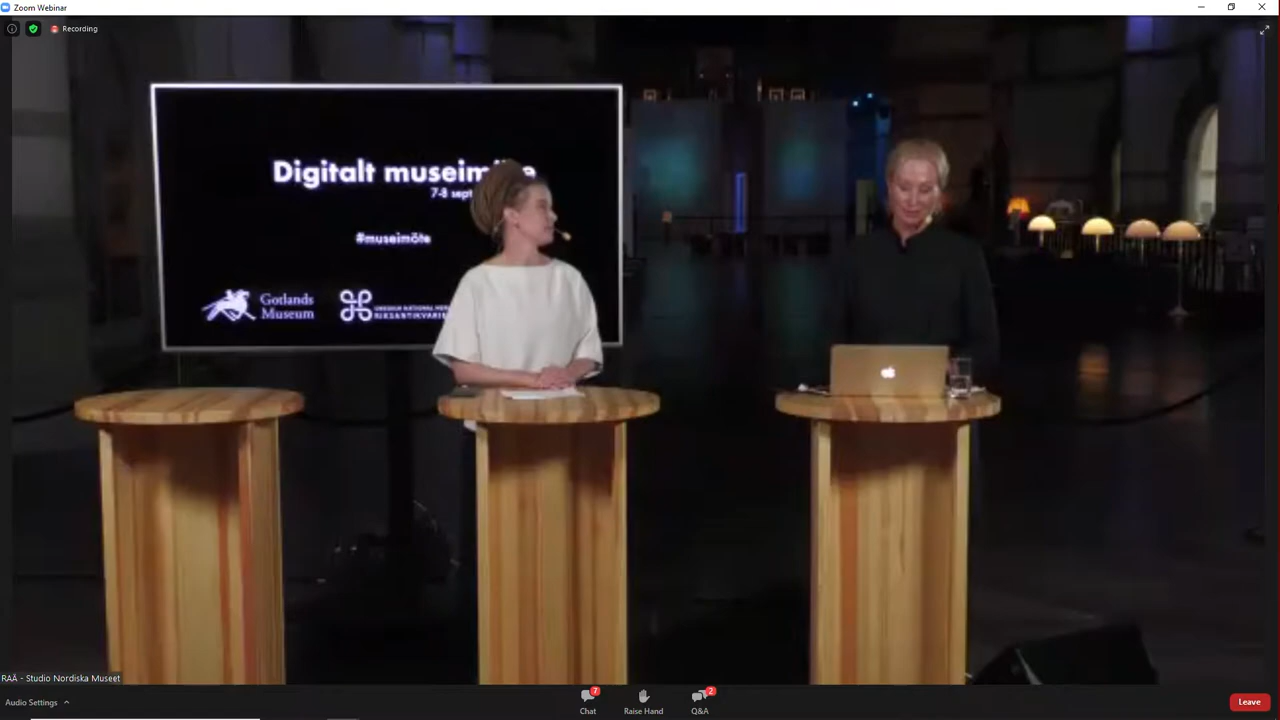 Zoom Webinar
Recording
Digitalt museimöte
7-8 sept
#museimöte
Gotlands
Museum
RIKSANTIKVARIE
RAÄ - Studio Nordiska Museet
Audio Settings
7
2
Chat
Raise Hand
Q&A
Leave